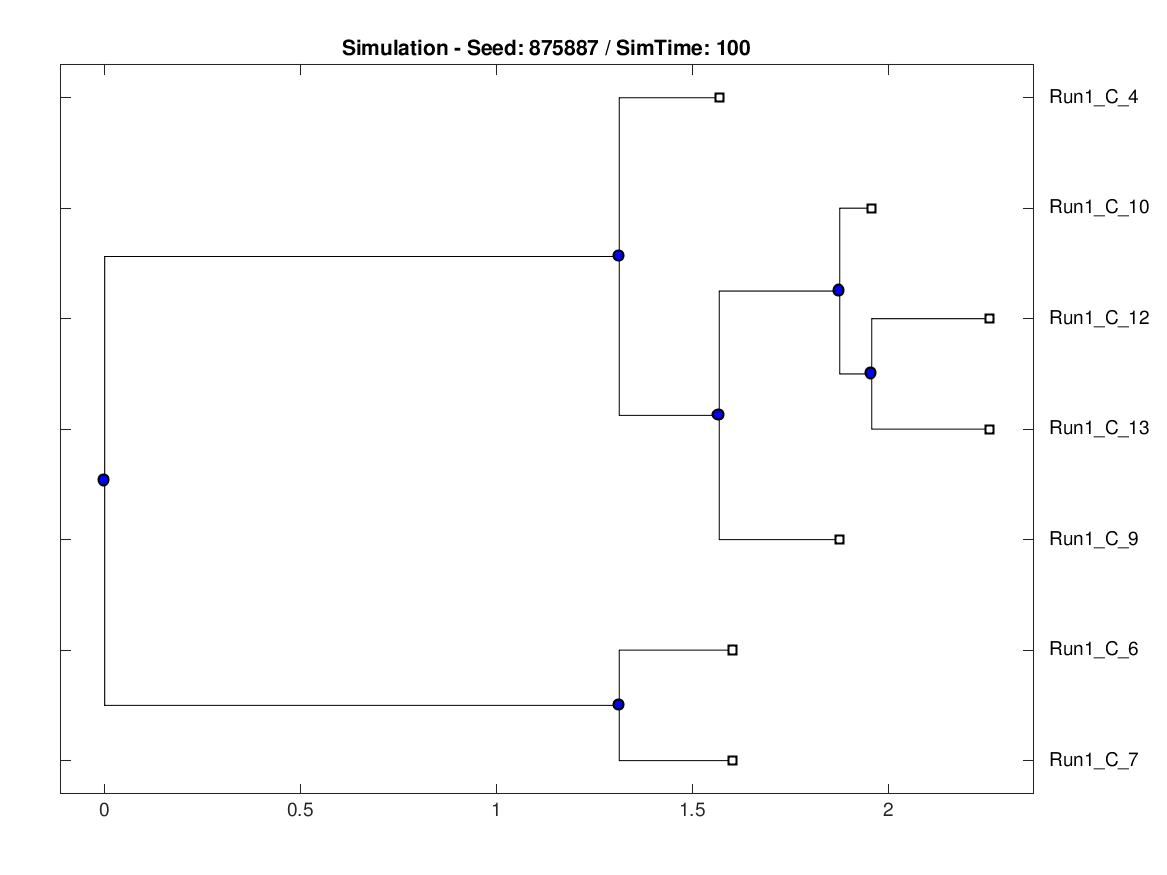 Simulation - Seed: 875887 / SimTime: 100
Run1_C_4
Run1_C_10
Run1_C_12
Run1_C_13
Run1_C_9
Run1_C_6
Run1_C_7
0 0.5 1 1.5 2